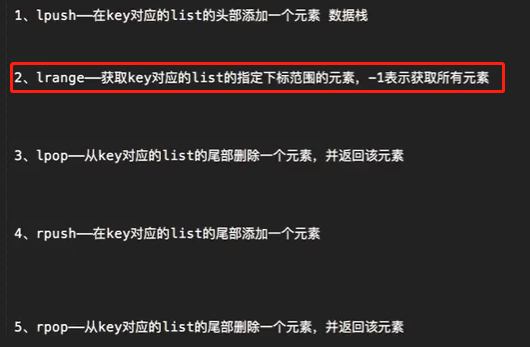 1、lpush——在key对应的list的头部添加一个元素 数据栈
2、lrange——获取key对应的list的指定下标范围的元素，-1表示获取所有元素
3、lpop——从key对应的list的尾部删除一个元素，并返回该元素
4、rpush——在key对应的list的尾部添加一个元素
5、rpop——从key对应的list的尾部删除一个元素，并返回该元素